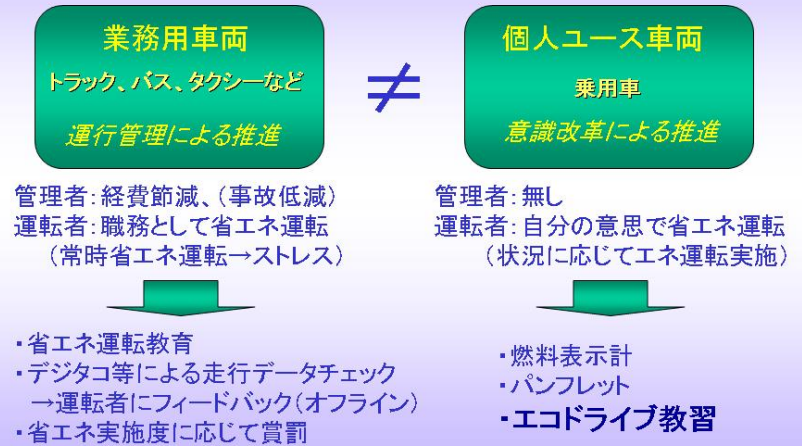 業務用車両
トラック、バス、タクシーなど
運行管理による推進
≠
個人ユース車両
乗用車
意識改革による推進
管理者:経費節減、(事故低減)
運転者:職務として省エネ運転
(常時省エネ運転→ストレス)
管理者:無し
運転者:自分の意思で省エネ運転
(状況に応じてエネ運転実施)
・省エネ運転教育
・デジタコ等による走行データチェック
→運転者にフィードバック(オフライン)
・省エネ実施度に応じて賞罰
・燃料表示計
・パンフレット
・エコドライブ教習